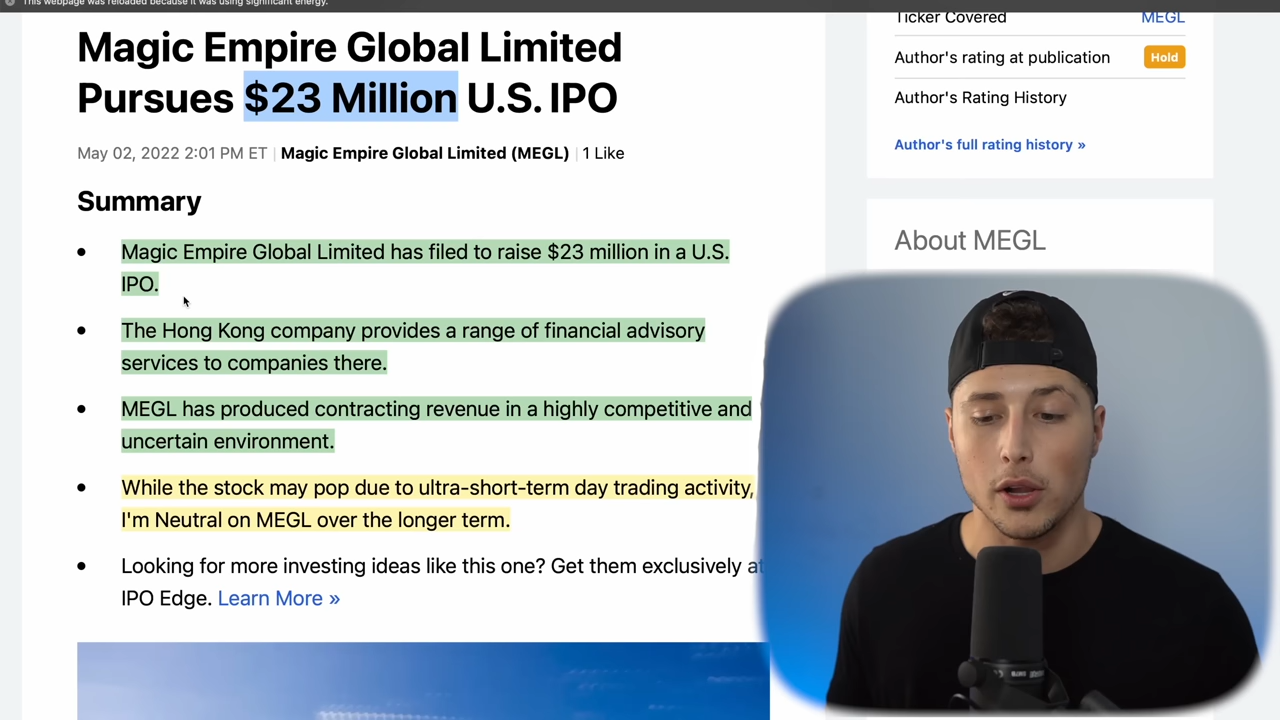 This webpage was reloaded because it was using significant energy.
Magic Empire Global Limited
Pursues $23 Million U.S. IPO
May 02, 2022 2:01 PM ET | Magic Empire Global Limited (MEGL) | 1 Like
Summary
• Magic Empire Global Limited has filed to raise $23 million in a U.S.
IPO.
• The Hong Kong company provides a range of financial advisory
services to companies there.
• MEGL has produced contracting revenue in a highly competitive and
uncertain environment.
• While the stock may pop due to ultra-short-term day trading activity,
I'm Neutral on MEGL over the longer term.
• Looking for more investing ideas like this one? Get them exclusively at
IPO Edge. Learn More »
Ticker Covered MEGL
Author's rating at publication Hold
Author's Rating History
Author's full rating history »
About MEGL